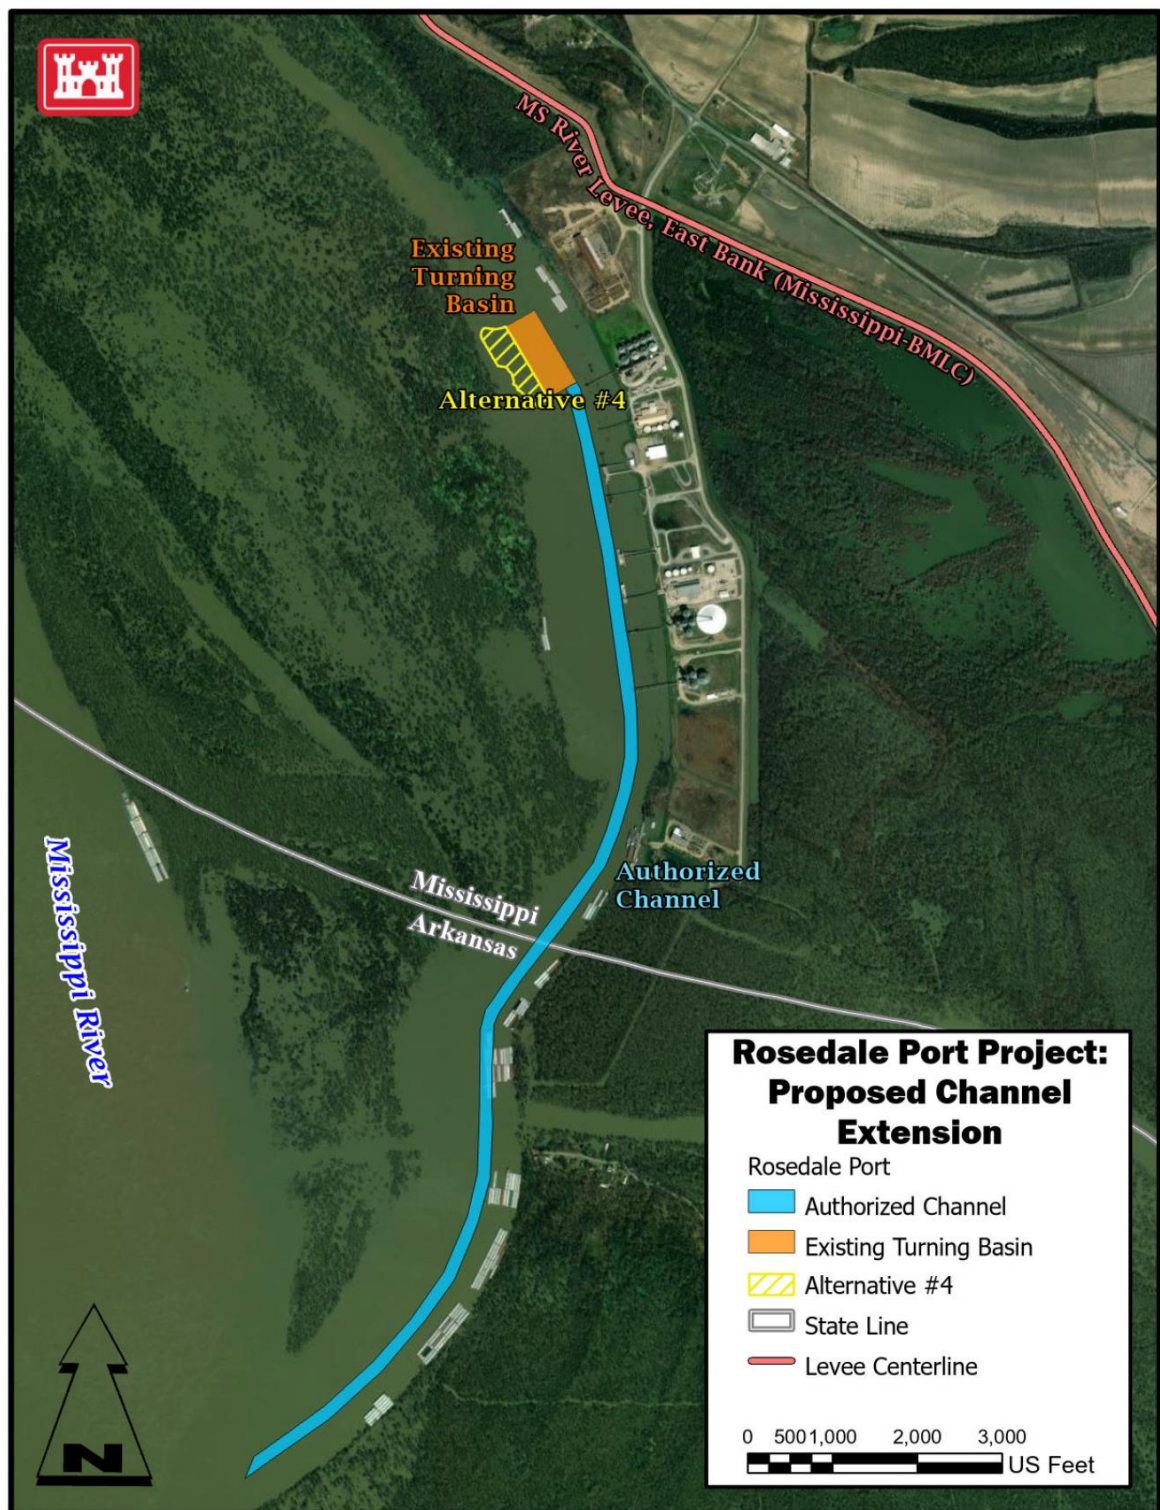 MS River Levee, East Bank (Mississippi-BMLC)
Existing
Turning
Basin
Alternative #4
Authorized
Channel
Mississippi
Arkansas
Mississippi River
Rosedale Port Project:
Proposed Channel
Extension
Rosedale Port
Authorized Channel
Existing Turning Basin
Alternative #4
State Line
Levee Centerline
0 500 1,000 2,000 3,000
US Feet
N